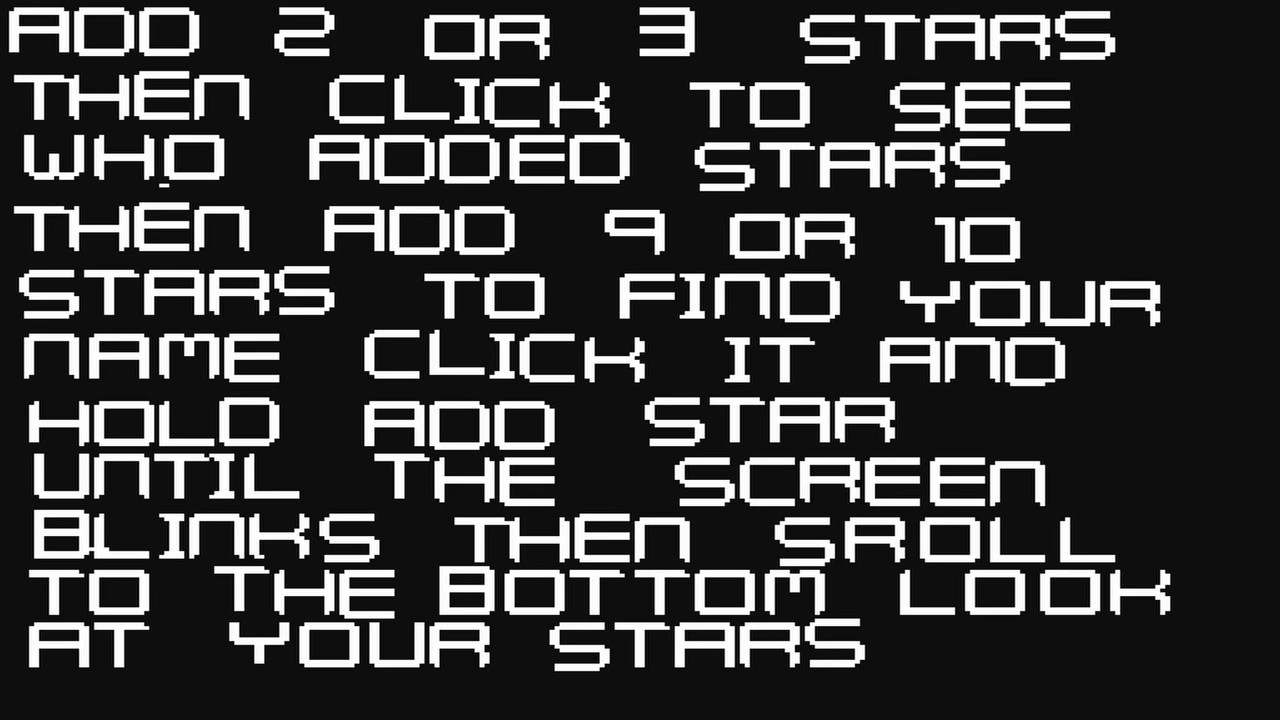 ADD 2 OR 3 STARS
THEN CLICK TO SEE
WHO ADDED STARS
THEN ADD 9 OR 10
STARS TO FIND YOUR
NAME CLICK IT AND
HOLD ADD STAR
UNTIL THE SCREEN
BLINKS THEN SROLL
TO THE BOTTOM LOOK
AT YOUR STARS